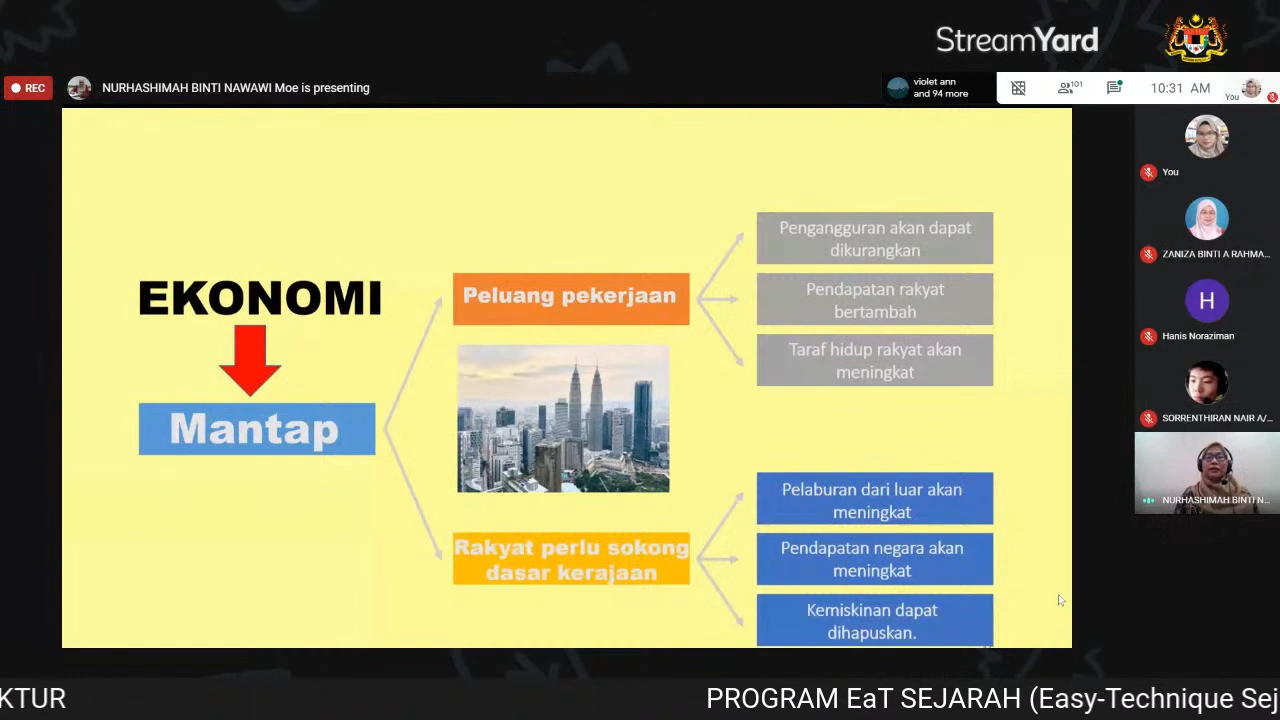 StreamYard
REC
NURHASHIMAH BINTI NAWAWI Moe is presenting
violet ann
and 94 more
101
10:31 AM
You
You
ZANIZA BINTI A RAHMA...
H
Hanis Noraziman
SORRENTHIRAN NAIR A/...
NURHASHIMAH BINTI N...
EKONOMI
Mantap
Peluang pekerjaan
Pengangguran akan dapat
dikurangkan
Pendapatan rakyat
bertambah
Taraf hidup rakyat akan
meningkat
Rakyat perlu sokong
dasar kerajaan
Pelaburan dari luar akan
meningkat
Pendapatan negara akan
meningkat
Kemiskinan dapat
dihapuskan.
KTUR
PROGRAM EaT SEJARAH (Easy-Technique Sej